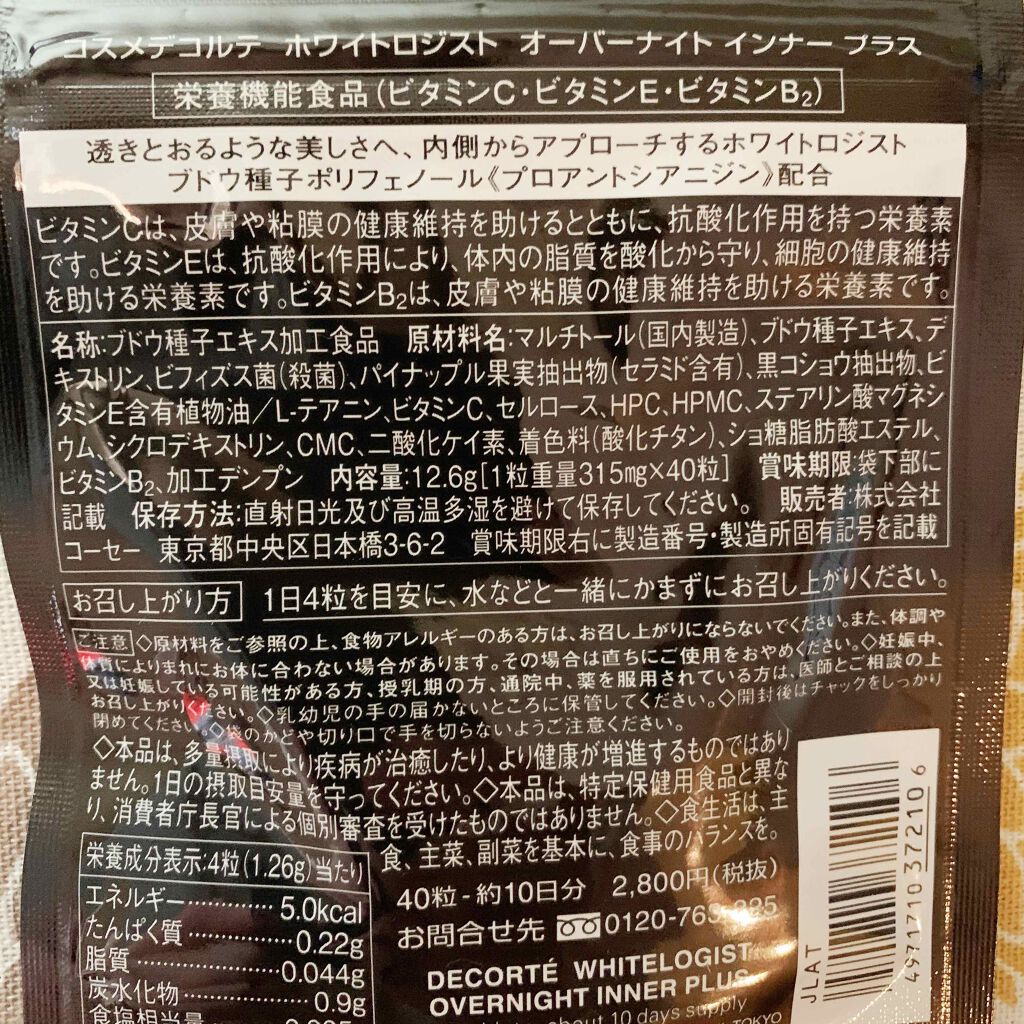 コスメデコルテ ホワイトロジスト オーバーナイト インナー プラス
栄養機能食品(ビタミンC・ビタミンE・ビタミンB₂)
透きとおるような美しさへ、内側からアプローチするホワイトロジスト
ブドウ種子ポリフェノール《プロアントシアニジン》配合
ビタミンCは、皮膚や粘膜の健康維持を助けるとともに、抗酸化作用を持つ栄養素
です。ビタミンEは、抗酸化作用により、体内の脂質を酸化から守り、細胞の健康維持
を助ける栄養素です。ビタミンB₂は、皮膚や粘膜の健康維持を助ける栄養素です。
名称:ブドウ種子エキス加工食品 原材料名:マルチトール(国内製造)、ブドウ種子エキス、デ
キストリン、ビフィズス菌(殺菌)、パイナップル果実抽出物(セラミド含有)、黒コショウ抽出物、ビ
タミンE含有植物油/L-テアニン、ビタミンC、セルロース、HPC、HPMC、ステアリン酸マグネシ
ウム、シクロデキストリン、CMC、二酸化ケイ素、着色料(酸化チタン)、ショ糖脂肪酸エステル、
ビタミンB₂、加工デンプン 内容量:12.6g[1粒重量315mg×40粒] 賞味期限:袋下部に
記載 保存方法:直射日光及び高温多湿を避けて保存してください。 販売者:株式会社
コーセー 東京都中央区日本橋3-6-2 賞味期限右に製造番号・製造所固有記号を記載
お召し上がり方 1日4粒を目安に、水などと一緒にかまずにお召し上がりください。
ご注意 ◇原材料をご参照の上、食物アレルギーのある方は、お召し上がりにならないでください。また、体調や
体質によりまれにお体に合わない場合があります。その場合は直ちにご使用をおやめください。◇妊娠中、
又は妊娠している可能性がある方、授乳期の方、通院中、薬を服用されている方は、医師とご相談の上
お召し上がりください。◇乳幼児の手の届かないところに保管してください。◇開封後はチャックをしっかり
閉めてください。◇袋のかどや切り口で手を切らないようご注意ください。
◇本品は、多量摂取により疾病が治癒したり、より健康が増進するものではあり
ません。1日の摂取目安量を守ってください。◇本品は、特定保健用食品と異な
り、消費者庁長官による個別審査を受けたものではありません。◇食生活は、主
食、主菜、副菜を基本に、食事のバランスを。
栄養成分表示:4粒(1.26g)当たり
エネルギー 5.0kcal
たんぱく質 0.22g
脂質 0.044g
炭水化物 0.9g
食塩相当量
40粒-約10日分 2,800円(税抜)
お問合せ先 0120-763-325
DECORTÉ WHITELOGIST
OVERNIGHT INNER PLUS
about 10 days supply
TOKYO
JLAT
4971710372106